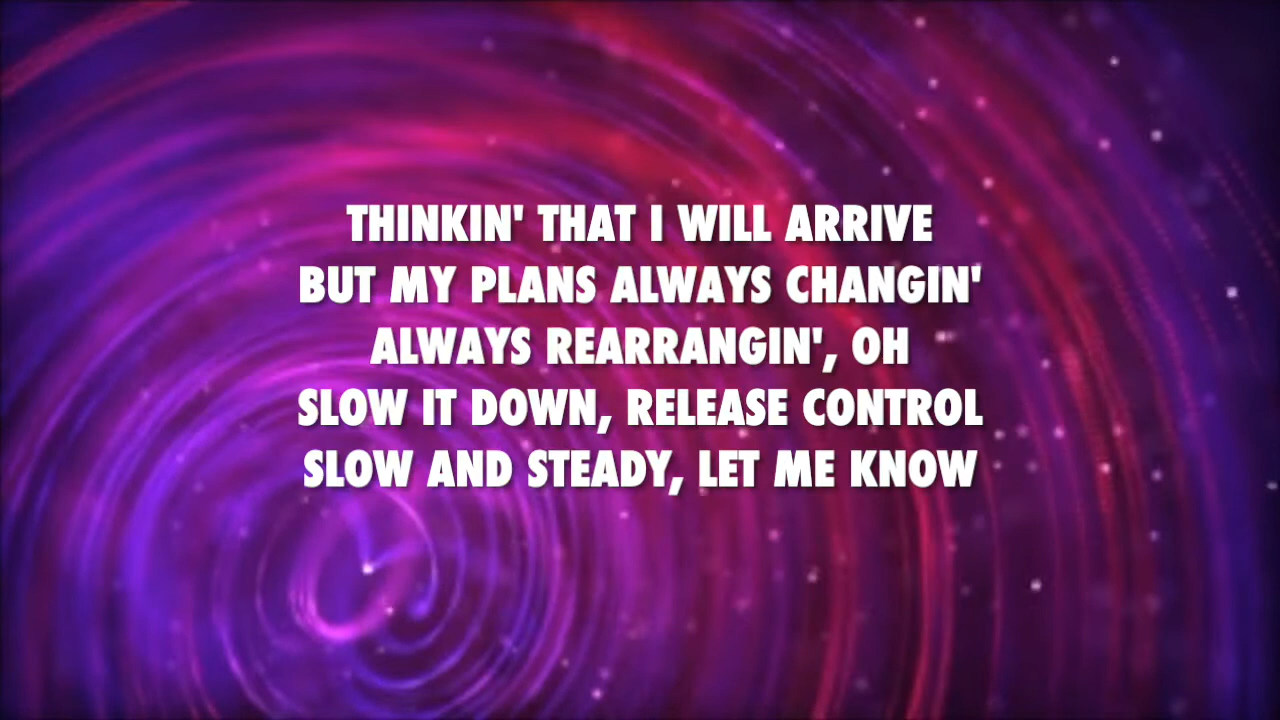 THINKIN' THAT I WILL ARRIVE
BUT MY PLANS ALWAYS CHANGIN'
ALWAYS REARRANGIN', OH
SLOW IT DOWN, RELEASE CONTROL
SLOW AND STEADY, LET ME KNOW